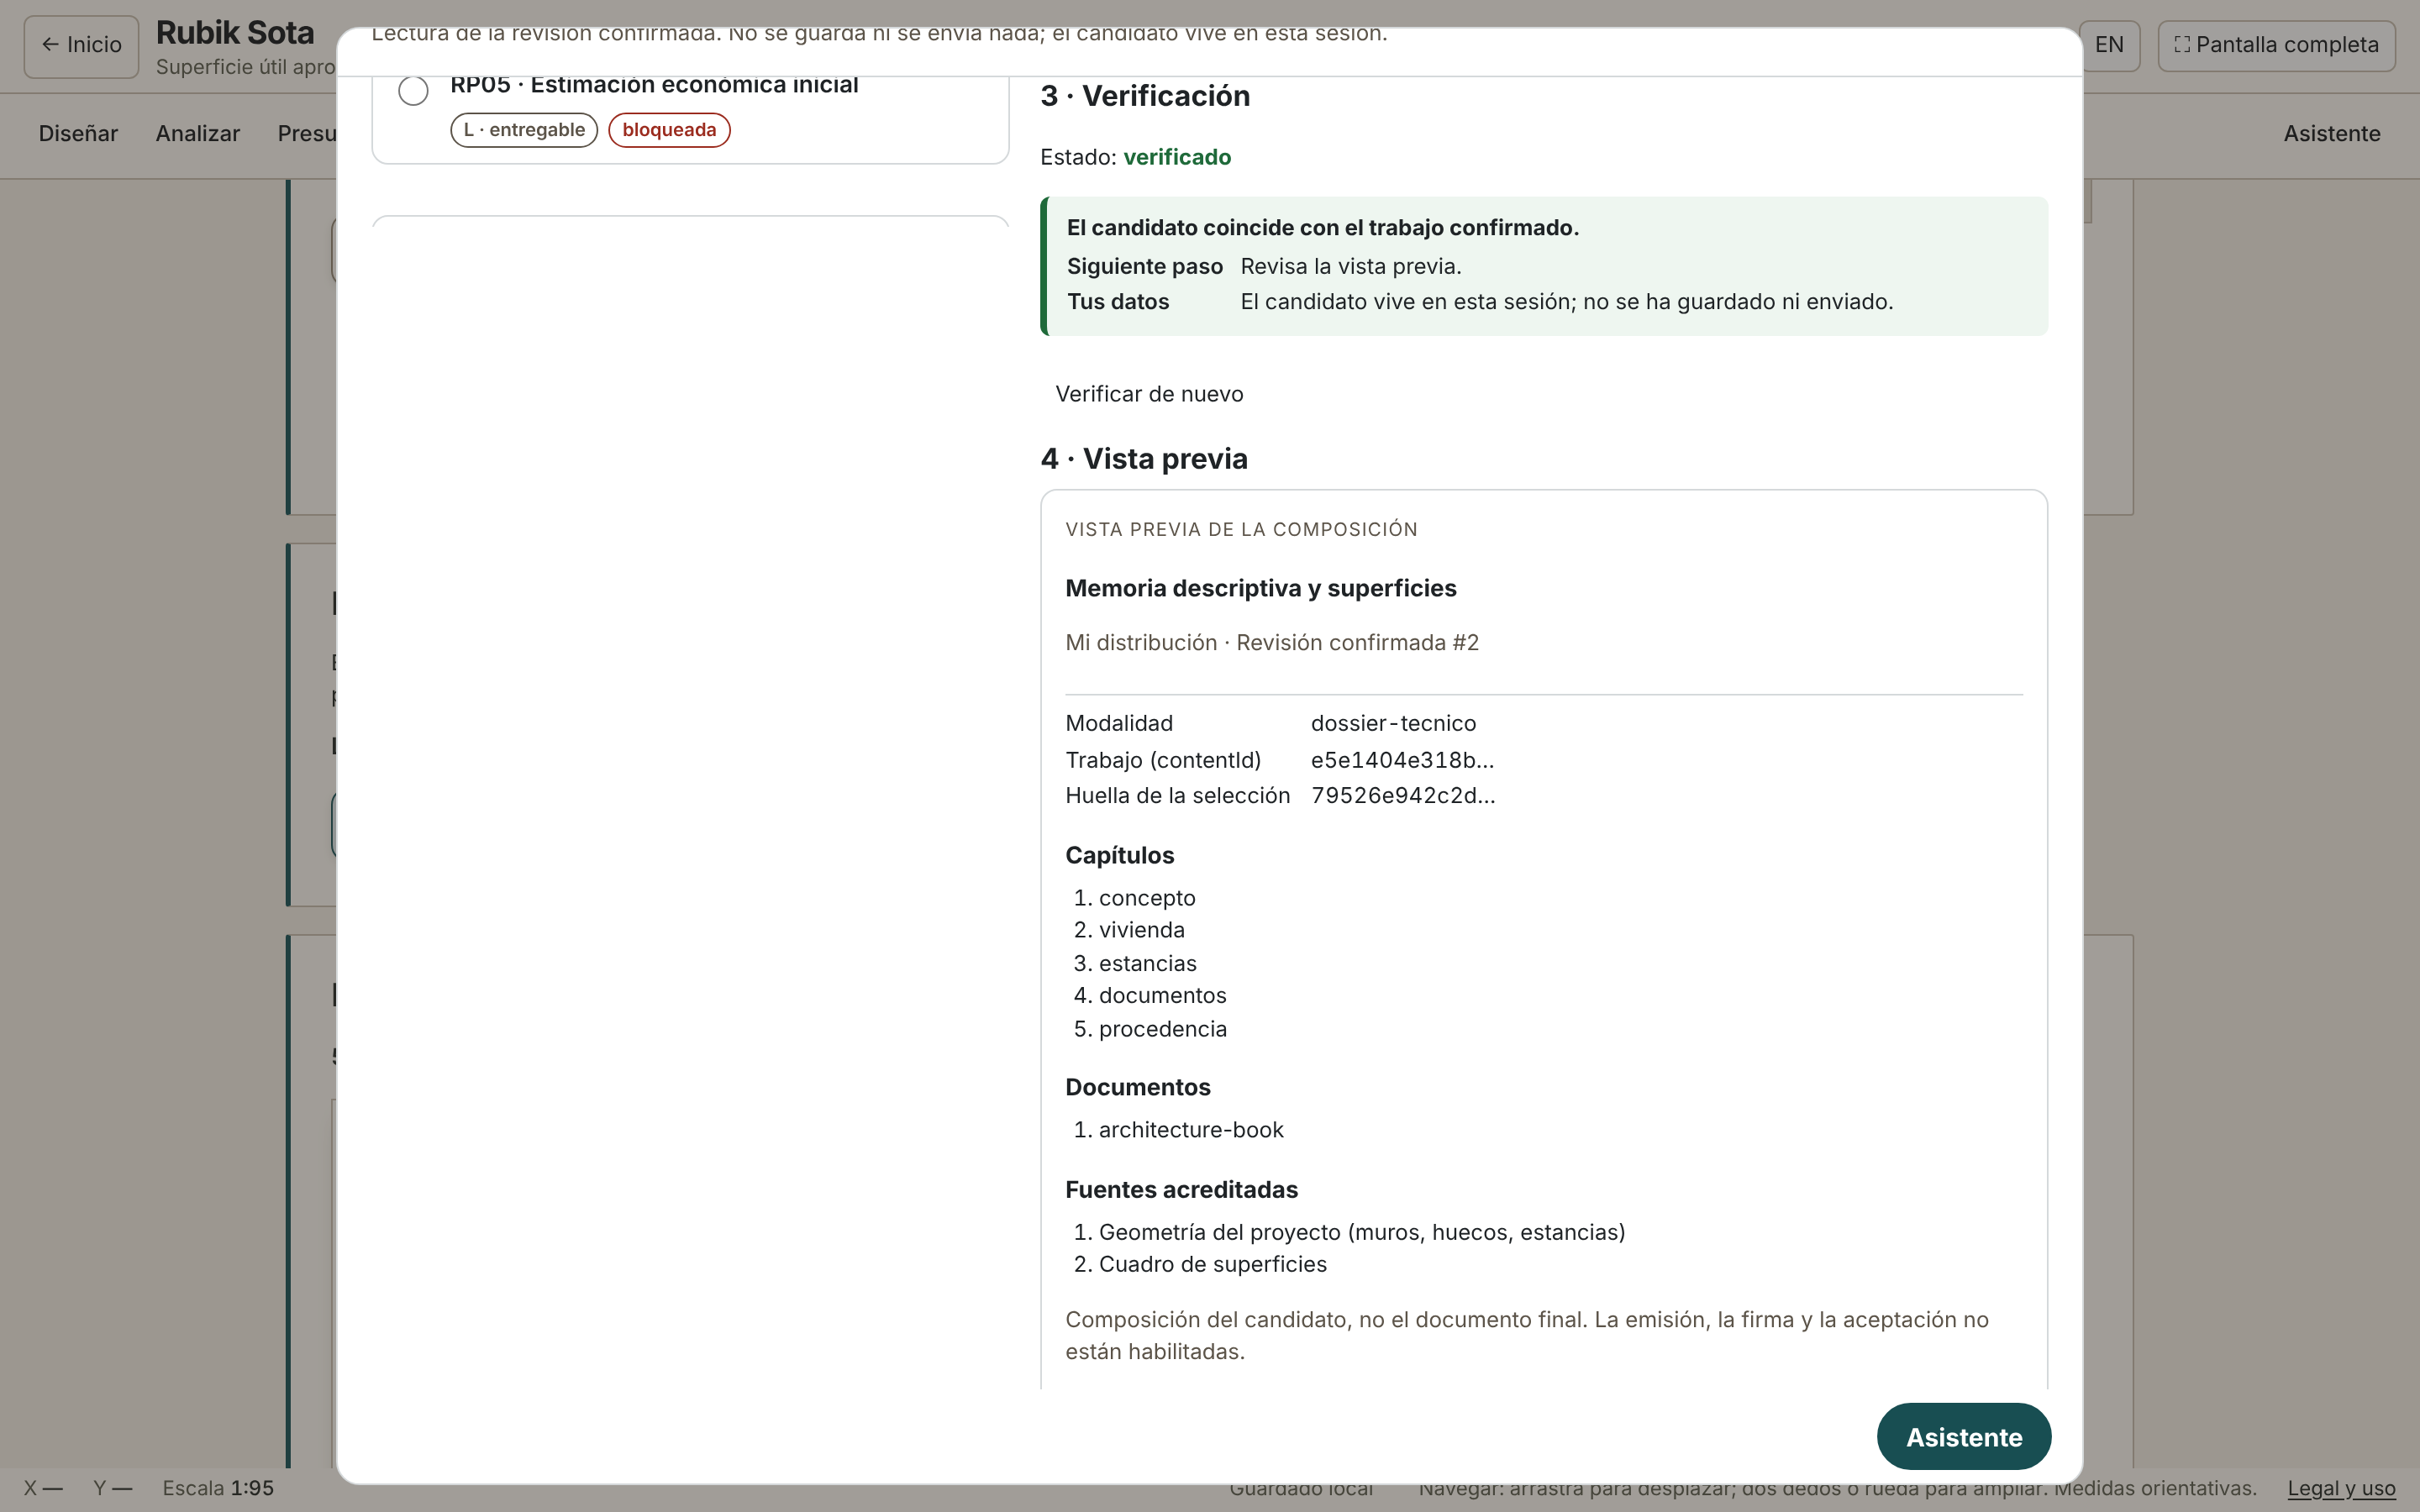 ← Inicio
Rubik Sota
Superficie útil apro
EN
Pantalla completa
Diseñar Analizar Presu
Asistente
Lectura de la revisión confirmada. No se guarda ni se envía nada; el candidato vive en esta sesión.
RP05 · Estimación económica inicial
L · entregable bloqueada
3 · Verificación
Estado: verificado
El candidato coincide con el trabajo confirmado.
Siguiente paso Revisa la vista previa.
Tus datos El candidato vive en esta sesión; no se ha guardado ni enviado.
Verificar de nuevo
4 · Vista previa
VISTA PREVIA DE LA COMPOSICIÓN
Memoria descriptiva y superficies
Mi distribución · Revisión confirmada #2
Modalidad dossier-tecnico
Trabajo (contentId) e5e1404e318b…
Huella de la selección 79526e942c2d…
Capítulos
1. concepto
2. vivienda
3. estancias
4. documentos
5. procedencia
Documentos
1. architecture-book
Fuentes acreditadas
1. Geometría del proyecto (muros, huecos, estancias)
2. Cuadro de superficies
Composición del candidato, no el documento final. La emisión, la firma y la aceptación no
están habilitadas.
Asistente
X — Y — Escala 1:95
Guardado local
Navegar: arrastra para desplazar; dos dedos o rueda para ampliar. Medidas orientativas.
Legal y uso